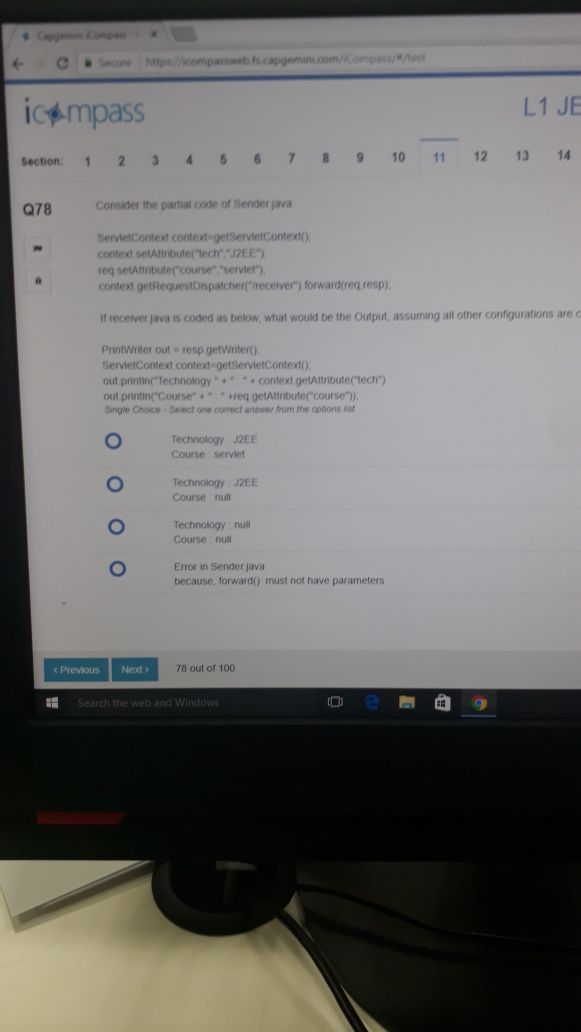 Capgemini iCompass - C
Secure https://icompassweb.fs.capgemini.com/iCompass/#/test
icompass
L1 JE
Section: 1 2 3 4 5 6 7 8 9 10 11 12 13 14
Q78
Consider the partial code of Sender.java.
ServletContext context=getServletContext();
context.setAttribute("tech","J2EE");
req.setAttribute("course","servlet");
context.getRequestDispatcher("/receiver").forward(req,resp);
If receiver.java is coded as below, what would be the Output, assuming all other configurations are
PrintWriter out = resp.getWriter();
ServletContext context=getServletContext();
out.println("Technology " + " : " + context.getAttribute("tech")
out.println("Course" + " : " +req.getAttribute("course"));
Single Choice - Select one correct answer from the options list.
Technology : J2EE
Course : servlet
Technology : J2EE
Course : null
Technology : null
Course : null
Error in Sender.java
because, forward() must not have parameters
< Previous Next > 78 out of 100
Search the web and Windows